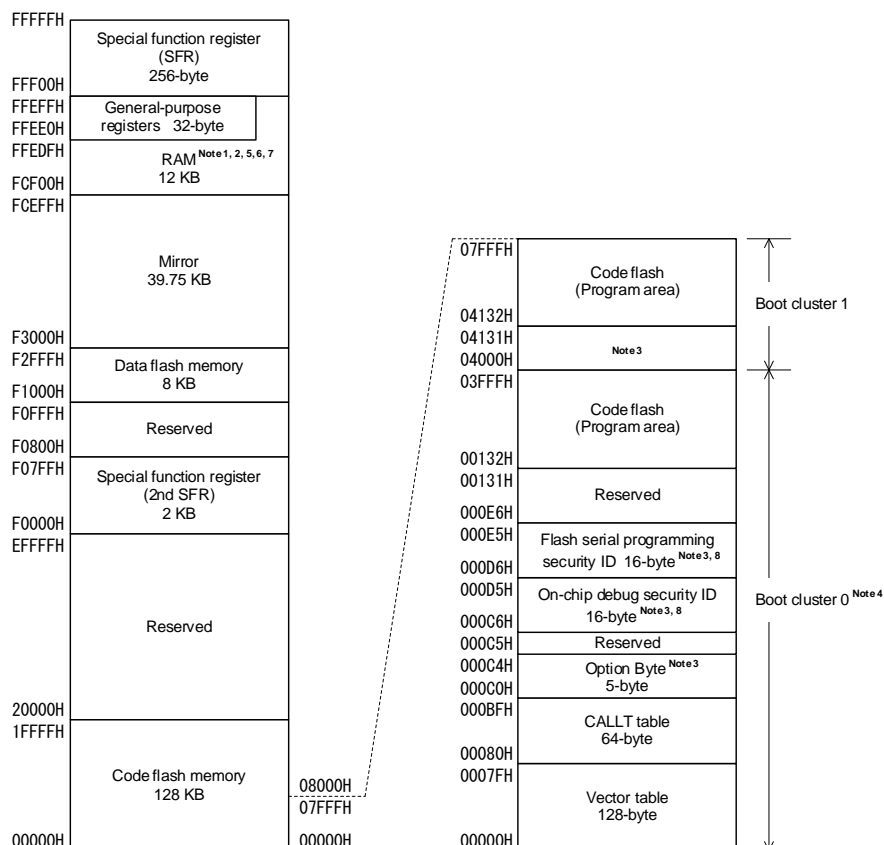 FFFFFH
Special function register
(SFR)
256-byte
FFF00H
FFEFFH
General-purpose
registers 32-byte
FFEE0H
FFEDFH
RAM Note 1, 2, 5, 6, 7
12 KB
FCF00H
FCEFFH
Mirror
39.75 KB
F3000H
F2FFFH
Data flash memory
8 KB
F1000H
F0FFFH
Reserved
F0800H
F07FFH
Special function register
(2nd SFR)
2 KB
F0000H
EFFFFH
Reserved
20000H
1FFFFH
Code flash memory
128 KB
00000H
08000H
07FFFH
00000H
07FFFH
Code flash
(Program area)
04132H
04131H
Note 3
04000H
03FFFH
Code flash
(Program area)
00132H
00131H
Reserved
000E6H
000E5H
Flash serial programming
security ID 16-byte Note 3, 8
000D6H
000D5H
On-chip debug security ID
16-byte Note 3, 8
000C6H
000C5H
Reserved
000C4H
Option Byte Note 3
5-byte
000C0H
000BFH
CALLT table
64-byte
00080H
0007FH
Vector table
128-byte
00000H
Boot cluster 1
Boot cluster 0 Note 4